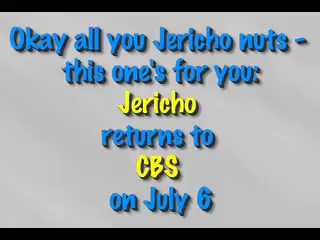 Okay all you Jericho nuts -
this one's for you:
Jericho
returns to
CBS
on July 6